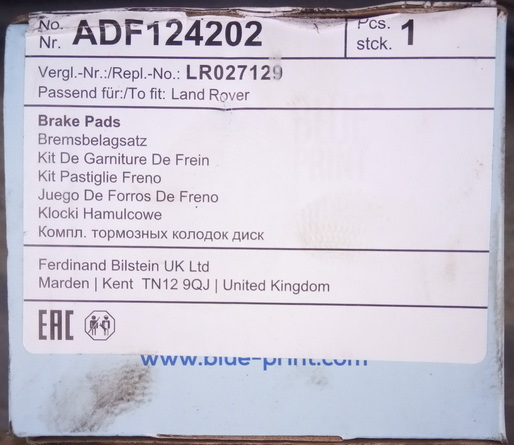 No. ADF124202 Pcs. 1
Nr. stck.
Vergl.-Nr.:/Repl.-No.: LR027129
Passend für:/To fit: Land Rover
Brake Pads
Bremsbelagsatz
Kit De Garniture De Frein
Kit Pastiglie Freno
Juego De Forros De Freno
Klocki Hamulcowe
Компл. тормозных колодок диск
Ferdinand Bilstein UK Ltd
Marden | Kent TN12 9QJ | United Kingdom
EAC
www.blue-print.com